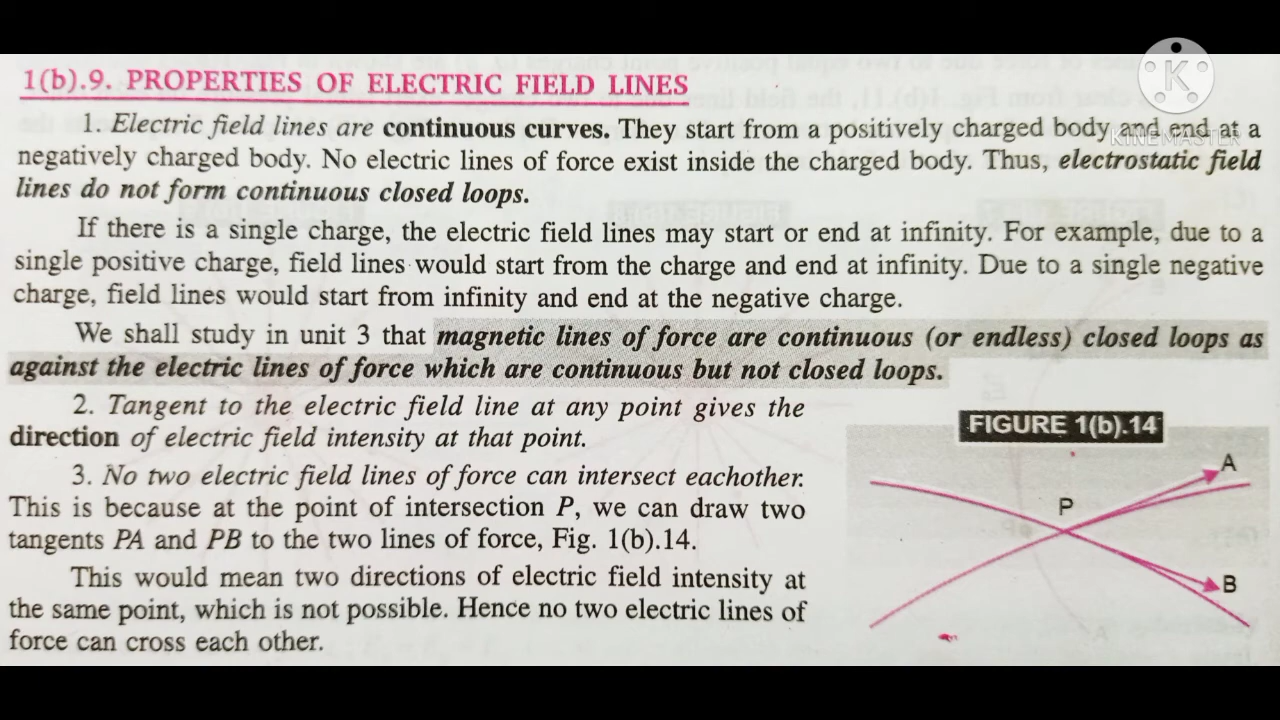 1(b).9. PROPERTIES OF ELECTRIC FIELD LINES
1. Electric field lines are continuous curves. They start from a positively charged body and end at a
negatively charged body. No electric lines of force exist inside the charged body. Thus, electrostatic field
lines do not form continuous closed loops.
If there is a single charge, the electric field lines may start or end at infinity. For example, due to a
single positive charge, field lines would start from the charge and end at infinity. Due to a single negative
charge, field lines would start from infinity and end at the negative charge.
We shall study in unit 3 that magnetic lines of force are continuous (or endless) closed loops as
against the electric lines of force which are continuous but not closed loops.
2. Tangent to the electric field line at any point gives the
direction of electric field intensity at that point.
3. No two electric field lines of force can intersect eachother.
This is because at the point of intersection P, we can draw two
tangents PA and PB to the two lines of force, Fig. 1(b).14.
This would mean two directions of electric field intensity at
the same point, which is not possible. Hence no two electric lines of
force can cross each other.
FIGURE 1(b).14
A
P
B
K
KINEMASTER